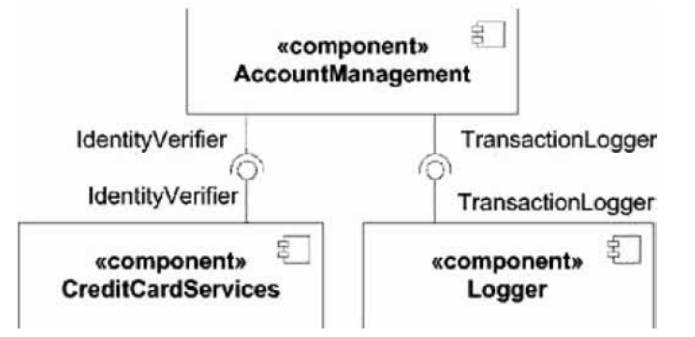 «component»
AccountManagement
IdentityVerifier
TransactionLogger
IdentityVerifier
TransactionLogger
«component»
CreditCardServices
«component»
Logger